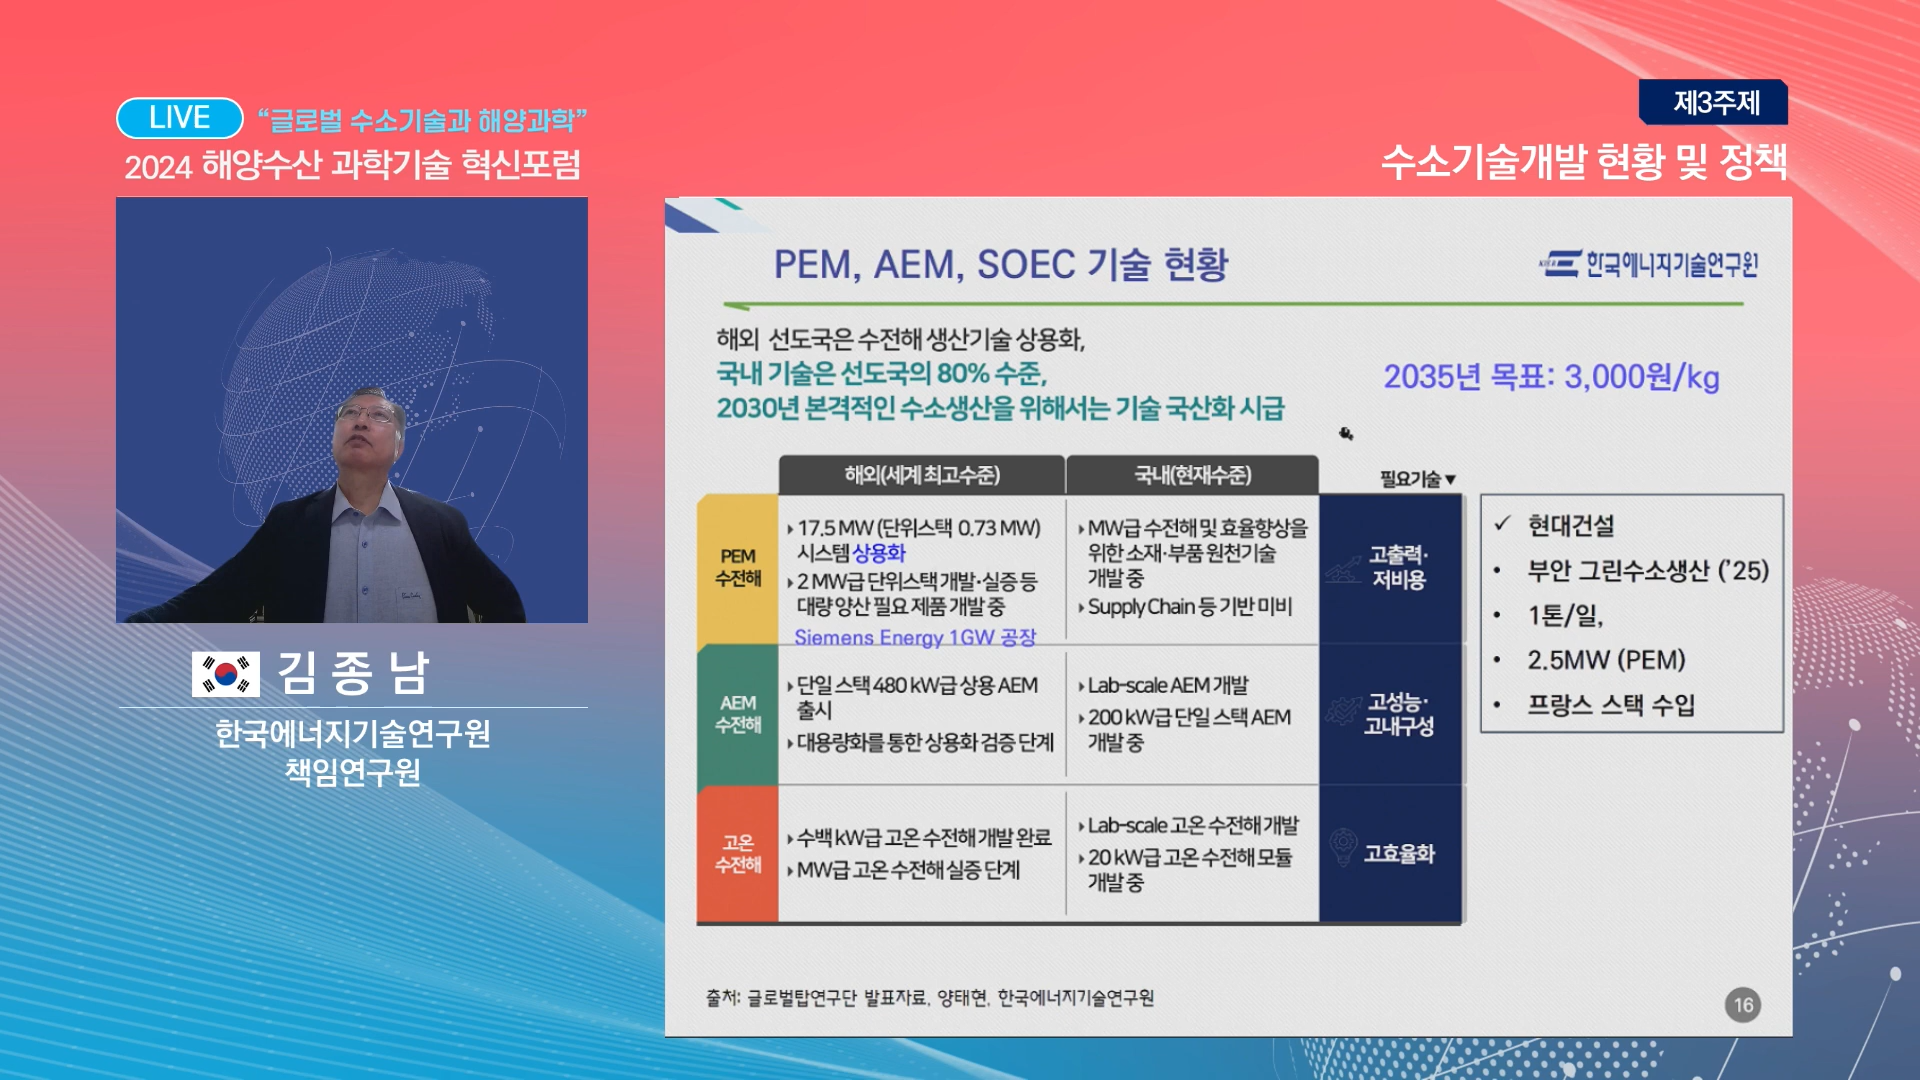 LIVE
“글로벌 수소기술과 해양과학”
2024 해양수산 과학기술 혁신포럼
제3주제
수소기술개발 현황 및 정책
김종남
한국에너지기술연구원
책임연구원
PEM, AEM, SOEC 기술 현황
한국에너지기술연구원
해외 선도국은 수전해 생산기술 상용화,
국내 기술은 선도국의 80% 수준,
2030년 본격적인 수소생산을 위해서는 기술 국산화 시급
2035년 목표: 3,000원/kg
해외(세계 최고수준)
국내(현재수준)
필요기술▼
PEM
수전해
17.5 MW (단위스택 0.73 MW)
시스템 상용화
2 MW급 단위스택 개발·실증 등
대량 양산 필요 제품 개발 중
Siemens Energy 1GW 공장
MW급 수전해 및 효율향상을
위한 소재·부품 원천기술
개발 중
Supply Chain 등 기반 미비
고출력·
저비용
AEM
수전해
단일 스택 480 kW급 상용 AEM
출시
대용량화를 통한 상용화 검증 단계
Lab-scale AEM 개발
200 kW급 단일 스택 AEM
개발 중
고성능·
고내구성
고온
수전해
수백 kW급 고온 수전해 개발 완료
MW급 고온 수전해 실증 단계
Lab-scale 고온 수전해 개발
20 kW급 고온 수전해 모듈
개발 중
고효율화
✓ 현대건설
• 부안 그린수소생산 (’25)
• 1톤/일,
• 2.5MW (PEM)
• 프랑스 스택 수입
출처: 글로벌탑연구단 발표자료, 양태현, 한국에너지기술연구원
16